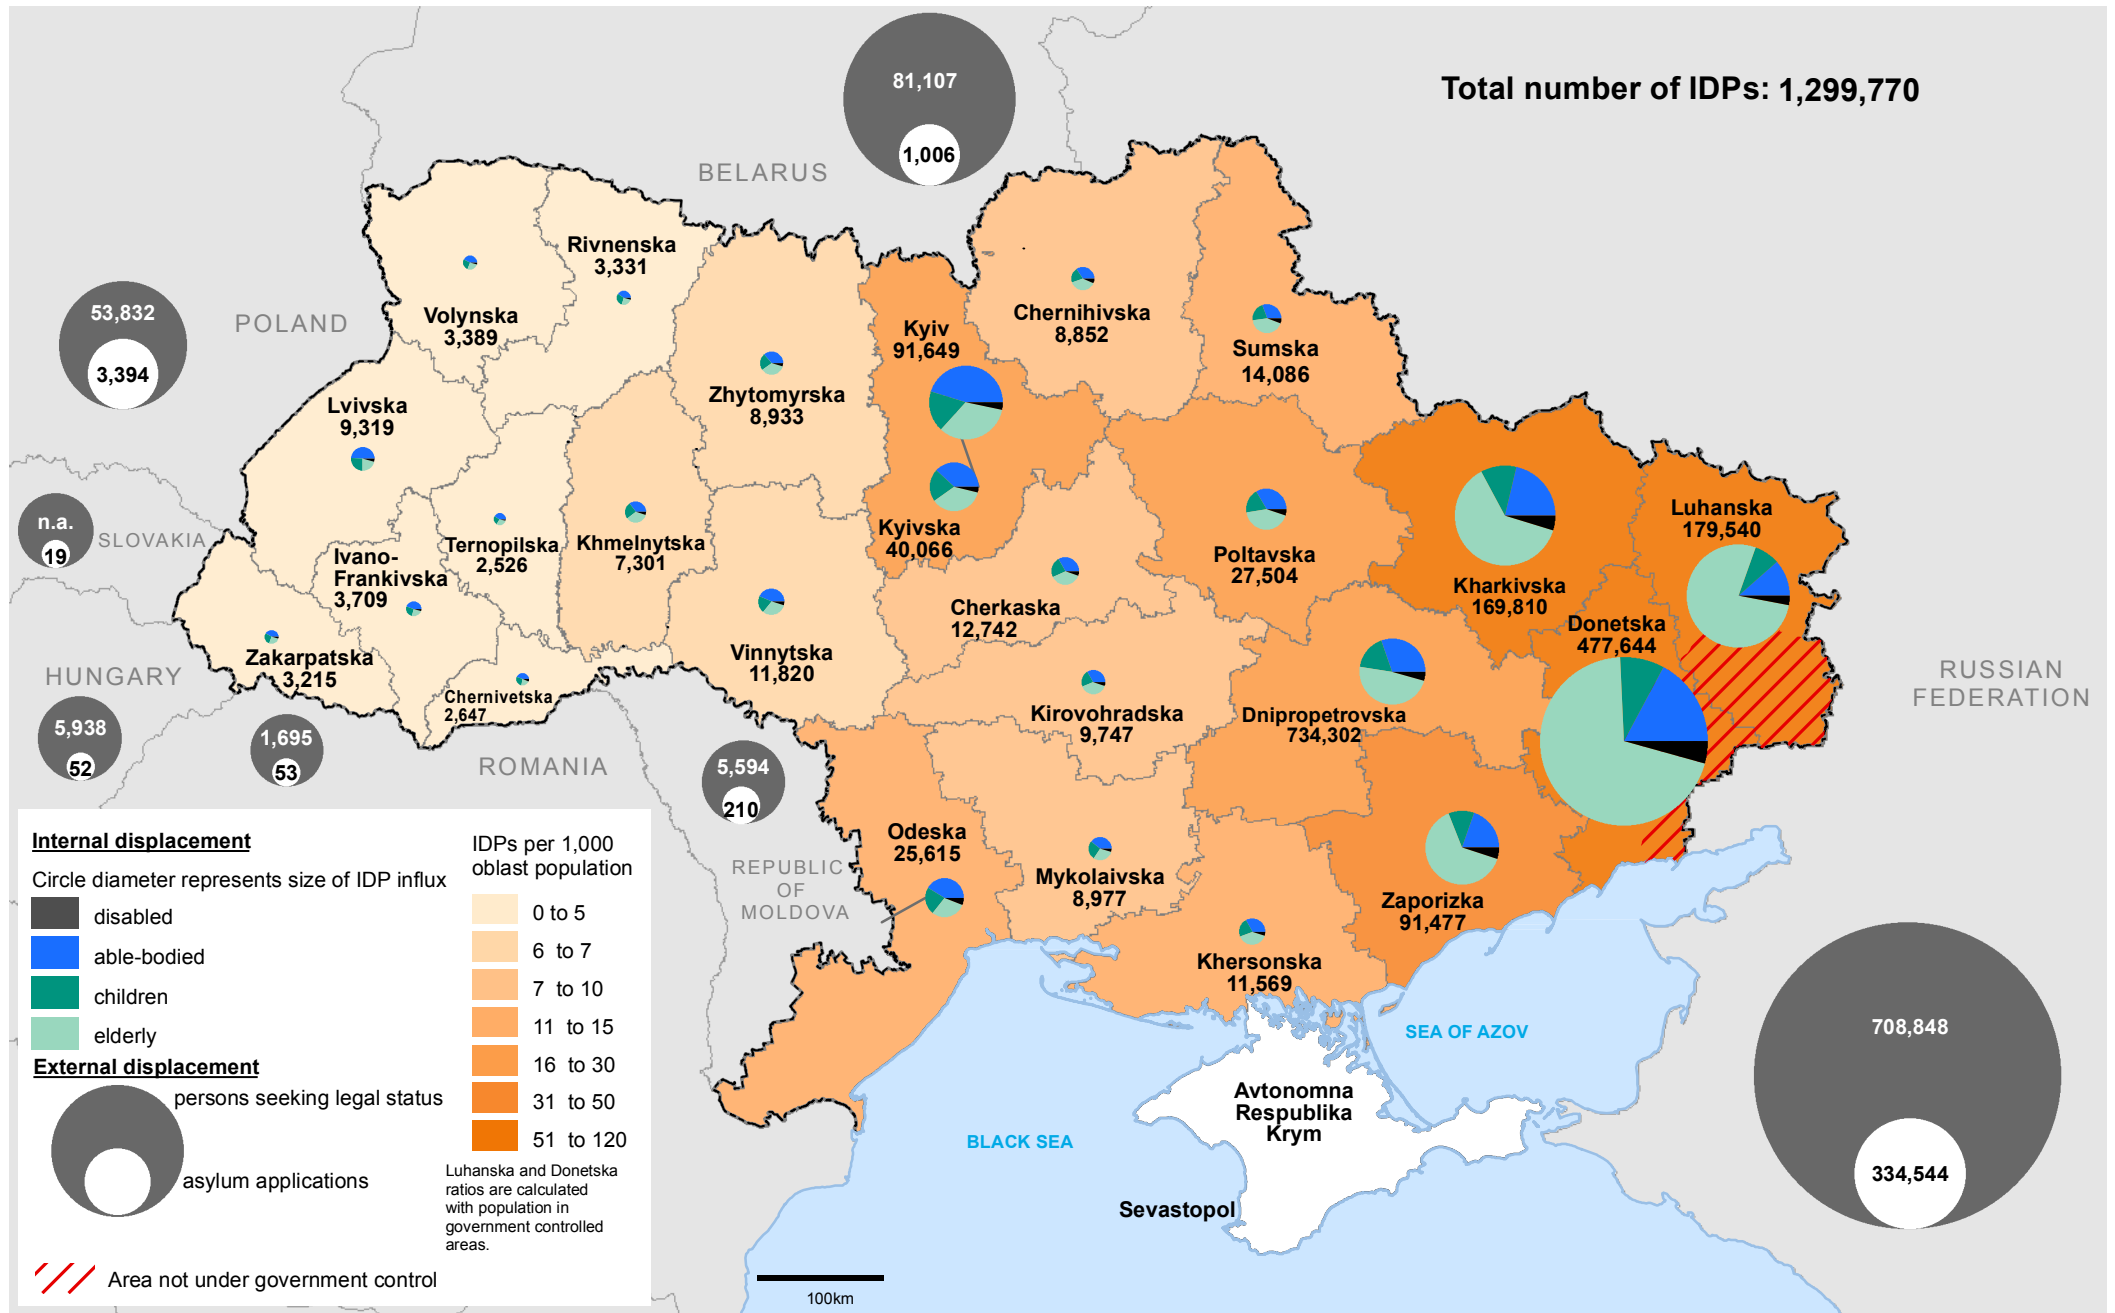 Total number of IDPs: 1,299,770
81,107
1,006
BELARUS
Rivnenska
3,331
Volynska
3,389
53,832
3,394
POLAND
Chernihivska
8,852
Kyiv
91,649
Sumska
14,086
Zhytomyrska
8,933
Lvivska
9,319
n.a.
19
SLOVAKIA
Ivano-
Frankivska
3,709
Ternopilska
2,526
Khmelnytska
7,301
Kyivska
40,066
Poltavska
27,504
Kharkivska
169,810
Luhanska
179,540
Donetska
477,644
Cherkaska
12,742
Vinnytska
11,820
Zakarpatska
3,215
HUNGARY
5,938
52
1,695
53
Chernivetska
2,647
ROMANIA
5,594
210
Kirovohradska
9,747
Dnipropetrovska
734,302
RUSSIAN
FEDERATION
REPUBLIC
OF
MOLDOVA
Odeska
25,615
Mykolaivska
8,977
Zaporizka
91,477
Khersonska
11,569
SEA OF AZOV
Avtonomna
Respublika
Krym
BLACK SEA
Sevastopol
708,848
334,544
Internal displacement
Circle diameter represents size of IDP influx
disabled
able-bodied
children
elderly
External displacement
persons seeking legal status
asylum applications
IDPs per 1,000
oblast population
0 to 5
6 to 7
7 to 10
11 to 15
16 to 30
31 to 50
51 to 120
Luhanska and Donetska
ratios are calculated
with population in
government controlled
areas.
Area not under government control
100km